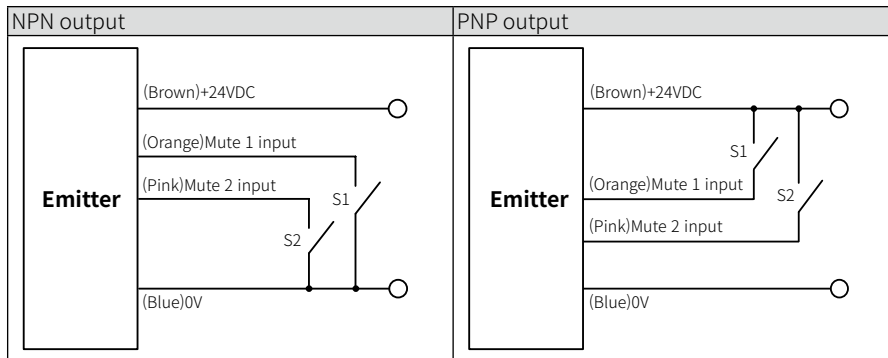 NPN output
(Brown)+24VDC
(Orange)Mute 1 input
(Pink)Mute 2 input
S1
Emitter
S2
(Blue)0V
PNP output
(Brown)+24VDC
S1
(Orange)Mute 1 input
S2
Emitter
(Pink)Mute 2 input
(Blue)0V